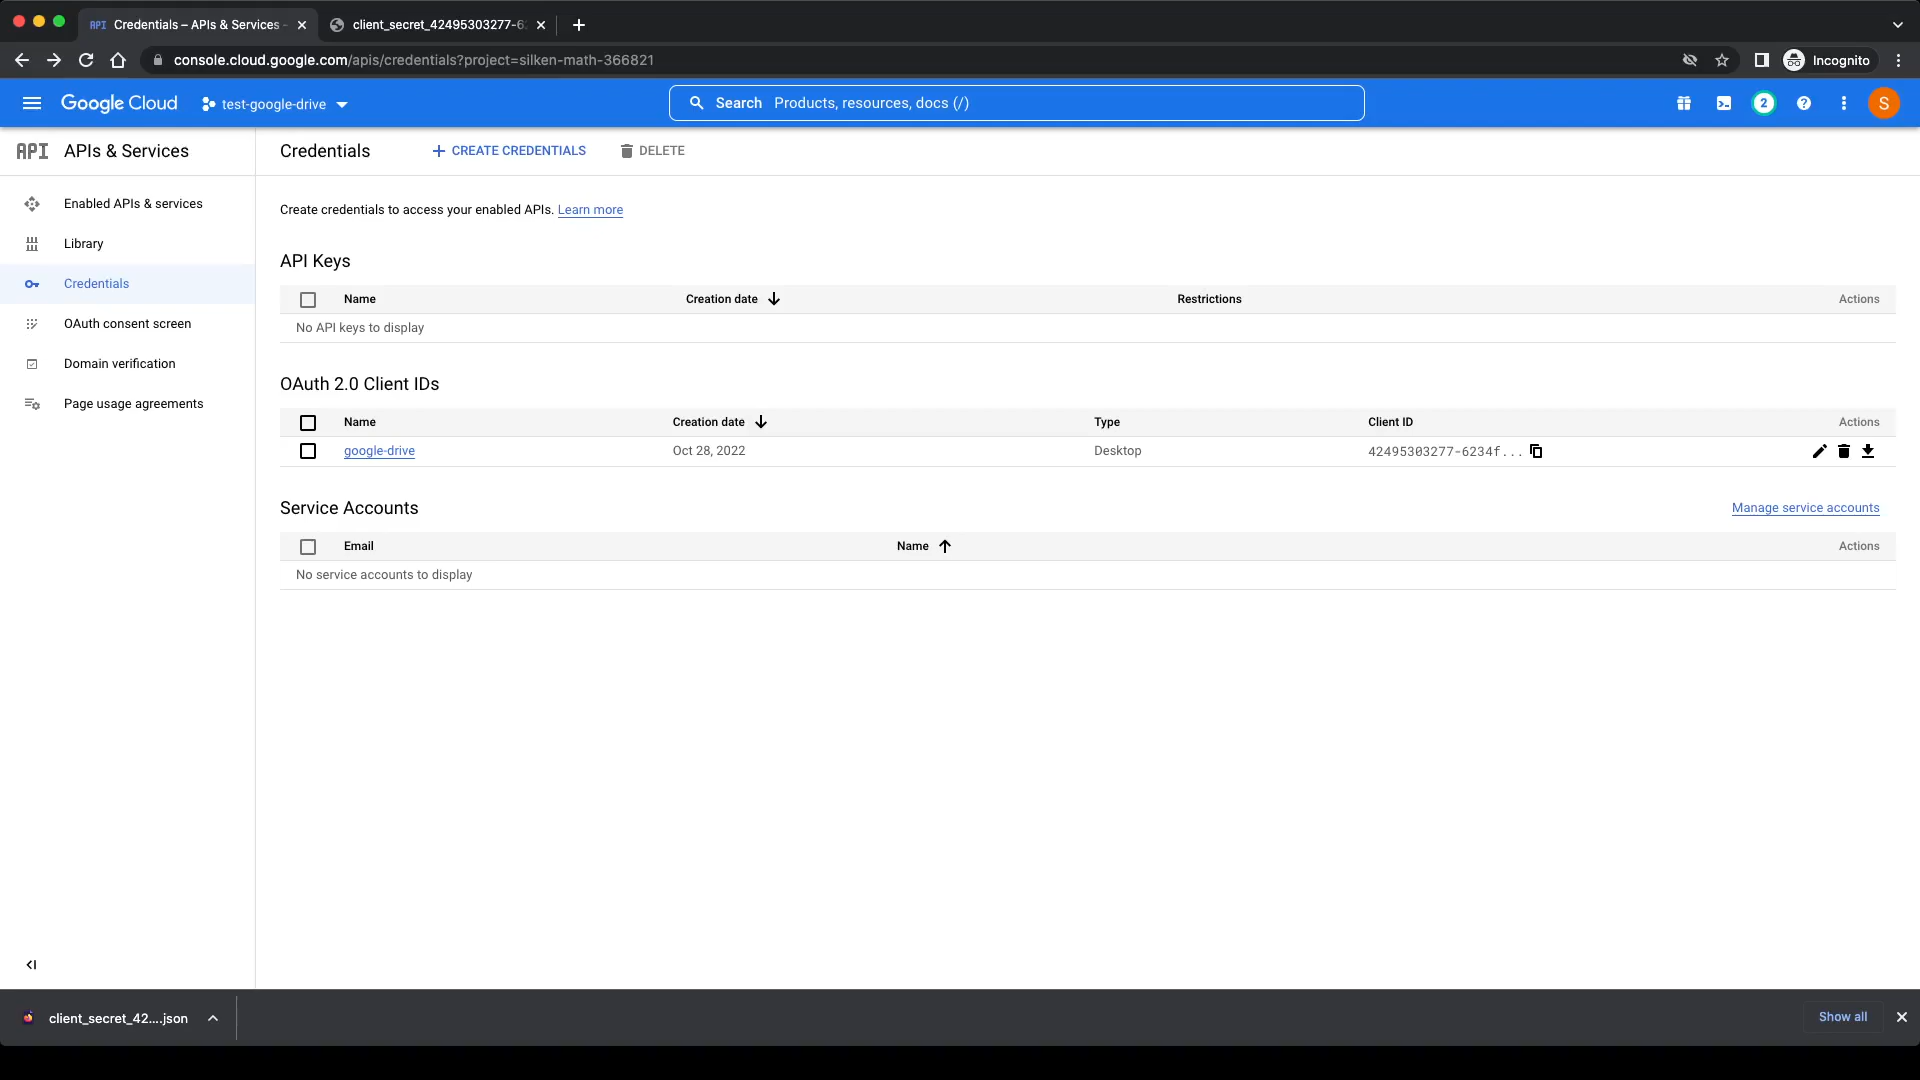 API Credentials – APIs & Services -
client_secret_42495303277-6
console.cloud.google.com/apis/credentials?project=silken-math-366821
Incognito
Google Cloud
test-google-drive
Search Products, resources, docs (/)
2
S
API APIs & Services
Credentials
CREATE CREDENTIALS
DELETE
Enabled APIs & services
Library
Credentials
OAuth consent screen
Domain verification
Page usage agreements
Create credentials to access your enabled APIs. Learn more
API Keys
Name Creation date Restrictions Actions
No API keys to display
OAuth 2.0 Client IDs
Name Creation date Type Client ID Actions
google-drive Oct 28, 2022 Desktop 42495303277-6234f...
Service Accounts
Manage service accounts
Email Name Actions
No service accounts to display
client_secret_42....json
Show all